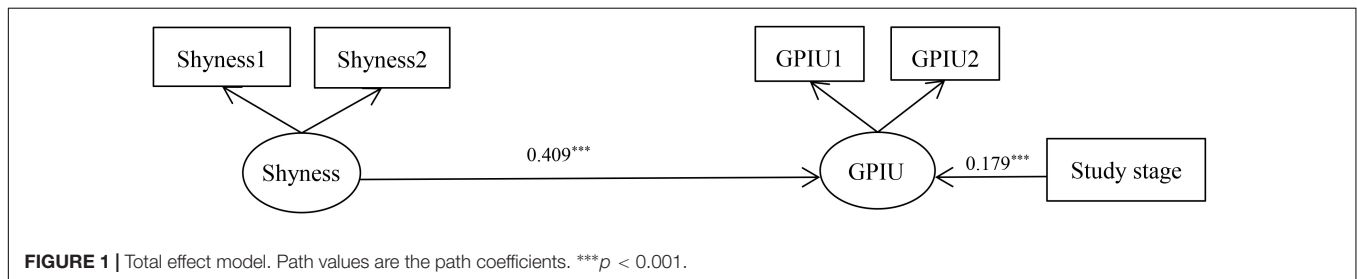 Shyness1 Shyness2 GPIU1 GPIU2
0.409***
0.179***
Shyness GPIU Study stage
FIGURE 1 | Total effect model. Path values are the path coefficients. ***p < 0.001.